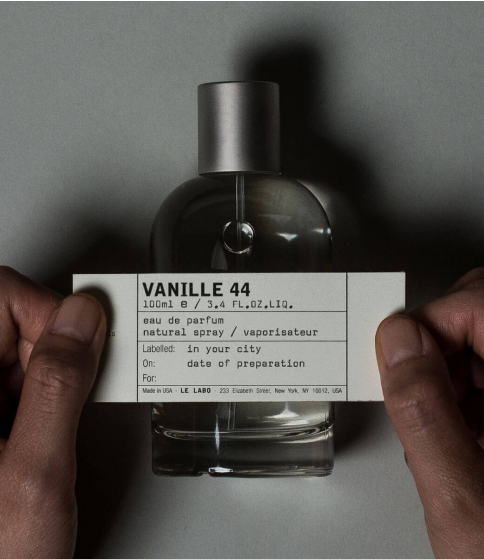 VANILLE 44
100ml ℮ / 3.4 FL.OZ.LIQ.
eau de parfum
natural spray / vaporisateur
Labelled: in your city
On: date of preparation
For:
Made in USA - LE LABO - 233 Elizabeth Street, New York, NY 10012, USA